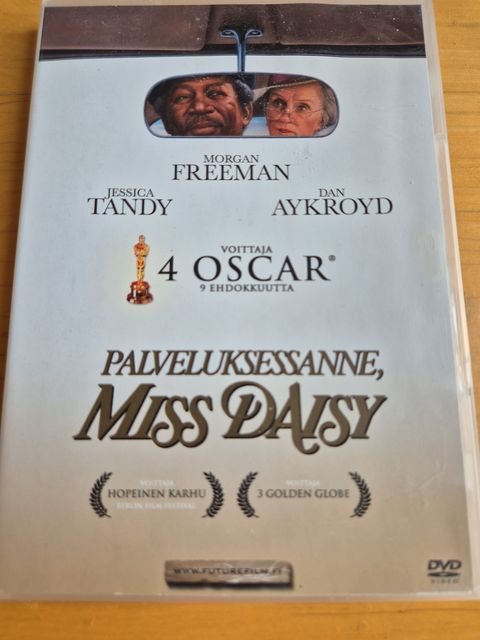 MORGAN
FREEMAN
JESSICA
TANDY
DAN
AYKROYD
VOITTAJA
4 OSCAR®
9 EHDOKKUUTTA
PALVELUKSESSANNE,
MISS DAISY
VOITTAJA
HOPEINEN KARHU
BERLIN FILM FESTIVAL
VOITTAJA
3 GOLDEN GLOBE
WWW.FUTUREFILM.FI
DVD
VIDEO